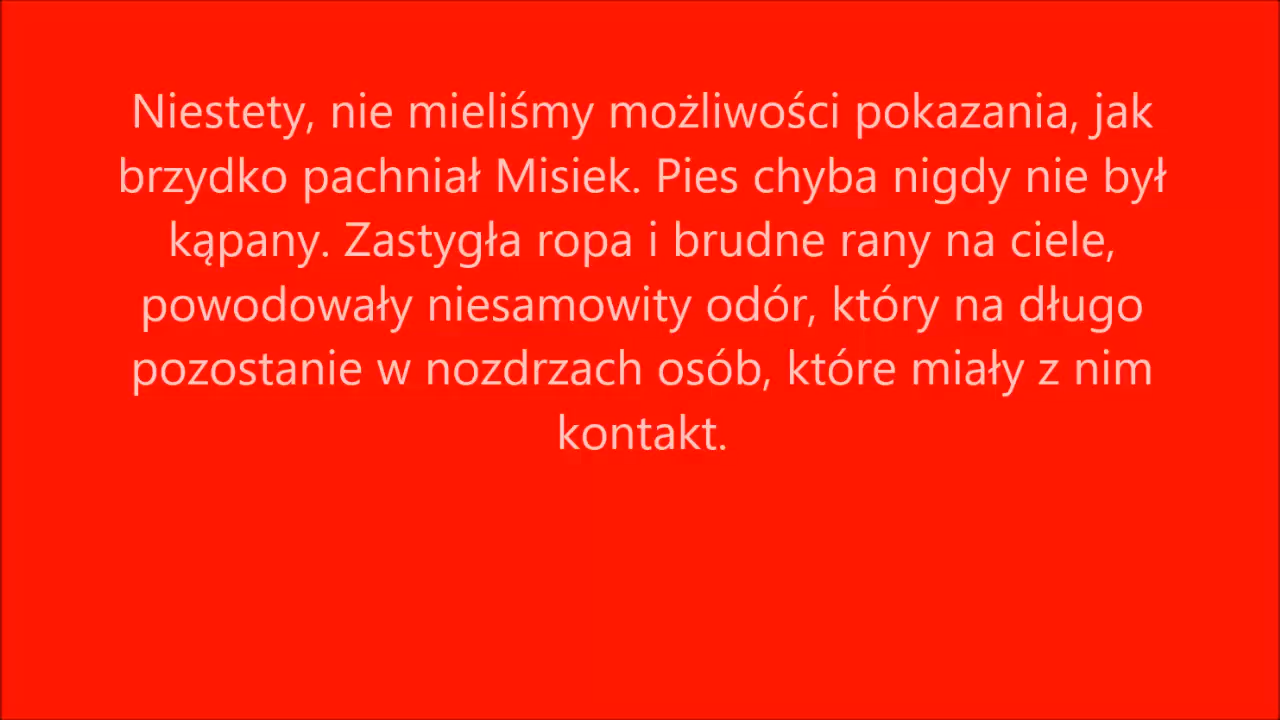 Niestety, nie mieliśmy możliwości pokazania, jak
brzydko pachniał Misiek. Pies chyba nigdy nie był
kąpany. Zastygła ropa i brudne rany na ciele,
powodowały niesamowity odór, który na długo
pozostanie w nozdrzach osób, które miały z nim
kontakt.